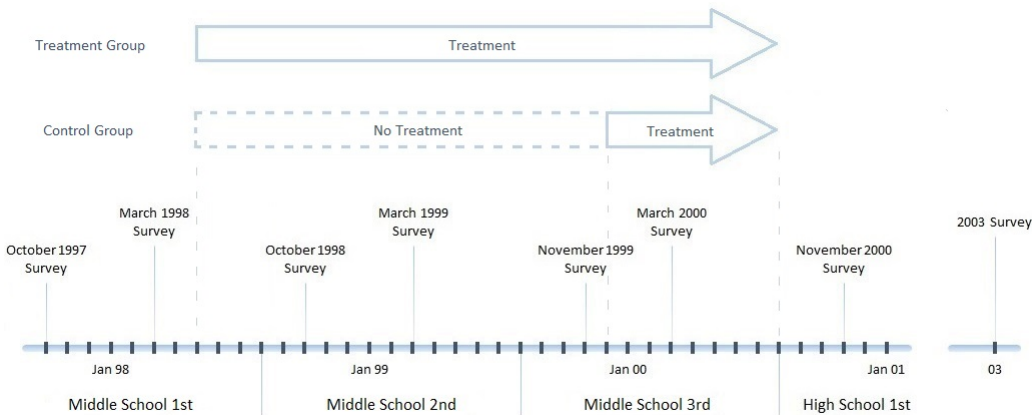 Treatment Group
Treatment
Control Group
No Treatment
Treatment
October 1997
Survey
March 1998
Survey
October 1998
Survey
March 1999
Survey
November 1999
Survey
March 2000
Survey
November 2000
Survey
2003 Survey
Jan 98
Jan 99
Jan 00
Jan 01
03
Middle School 1st
Middle School 2nd
Middle School 3rd
High School 1st